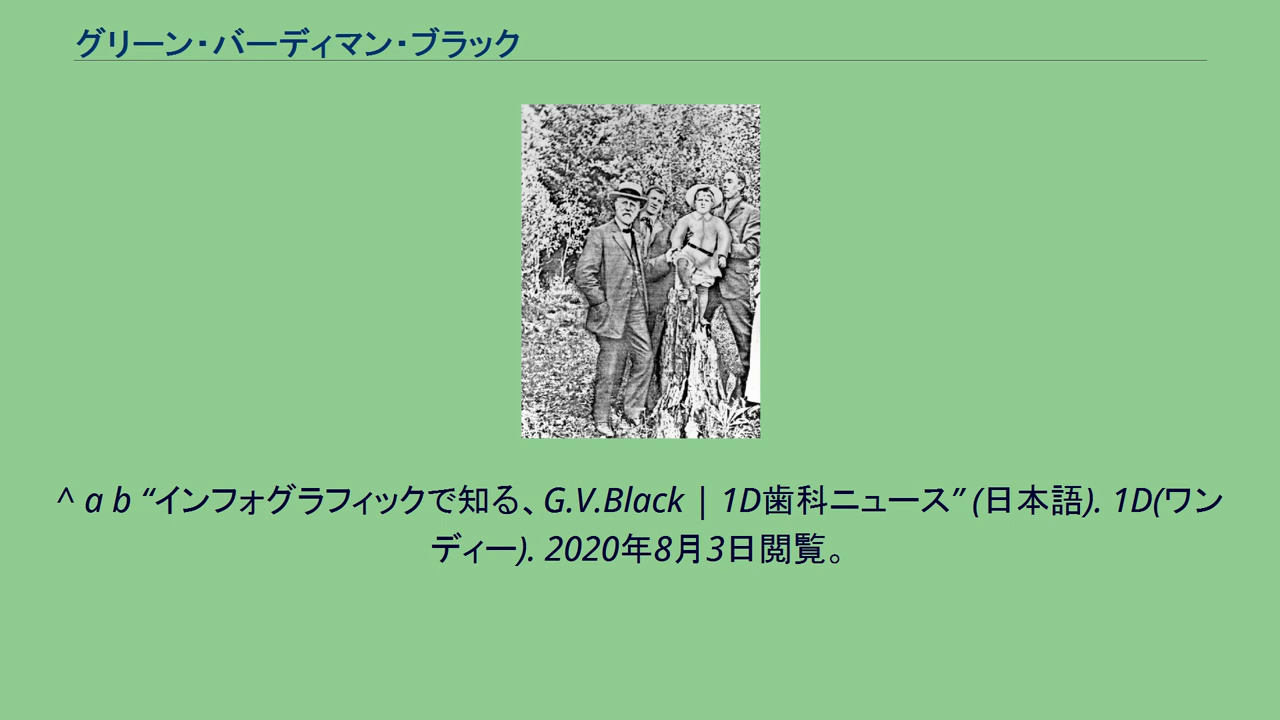 グリーン・バーディマン・ブラック
^ a b “インフォグラフィックで知る、G.V.Black | 1D歯科ニュース” (日本語). 1D(ワン
ディー). 2020年8月3日閲覧。